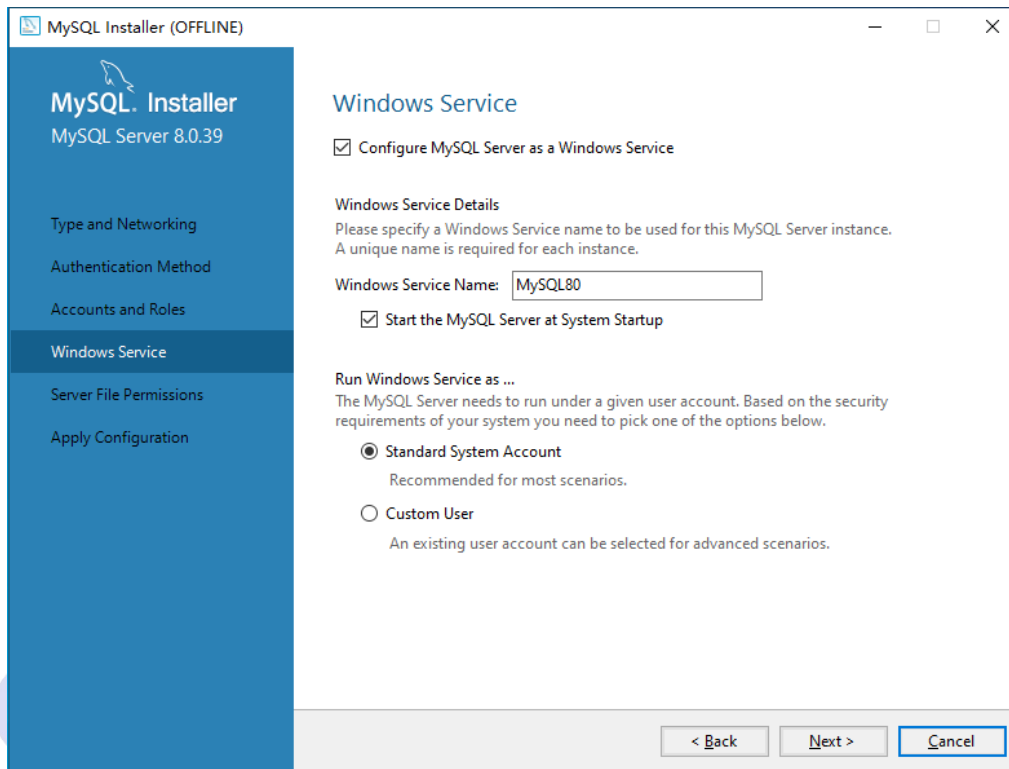 MySQL Installer (OFFLINE)
MySQL. Installer
MySQL Server 8.0.39
Type and Networking
Authentication Method
Accounts and Roles
Windows Service
Server File Permissions
Apply Configuration
Windows Service
Configure MySQL Server as a Windows Service
Windows Service Details
Please specify a Windows Service name to be used for this MySQL Server instance.
A unique name is required for each instance.
Windows Service Name: MySQL80
Start the MySQL Server at System Startup
Run Windows Service as ...
The MySQL Server needs to run under a given user account. Based on the security
requirements of your system you need to pick one of the options below.
Standard System Account
Recommended for most scenarios.
Custom User
An existing user account can be selected for advanced scenarios.
< Back Next > Cancel